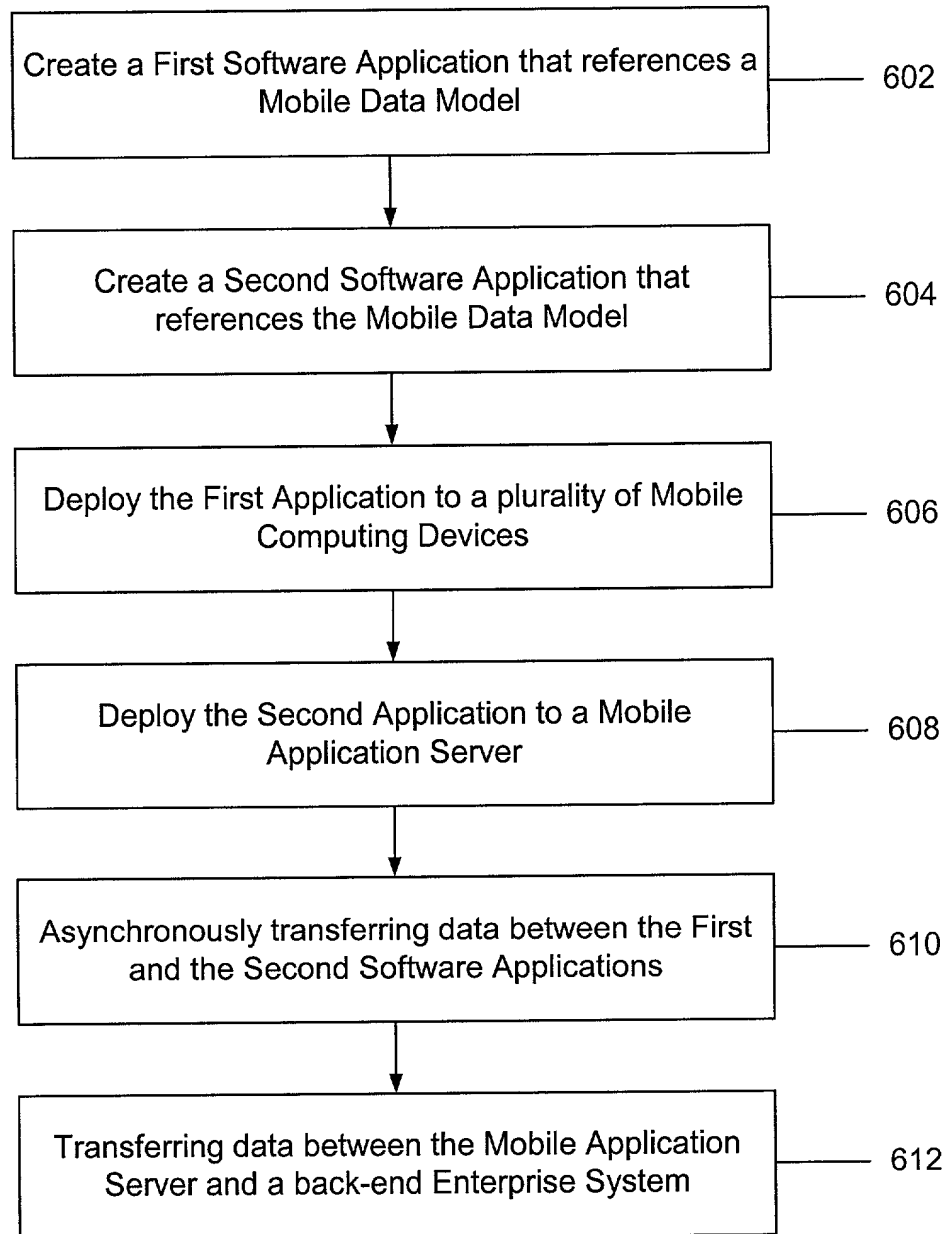 Create a First Software Application that references a
Mobile Data Model
602
Create a Second Software Application that
references the Mobile Data Model
604
Deploy the First Application to a plurality of Mobile
Computing Devices
606
Deploy the Second Application to a Mobile
Application Server
608
Asynchronously transferring data between the First
and the Second Software Applications
610
Transferring data between the Mobile Application
Server and a back-end Enterprise System
612